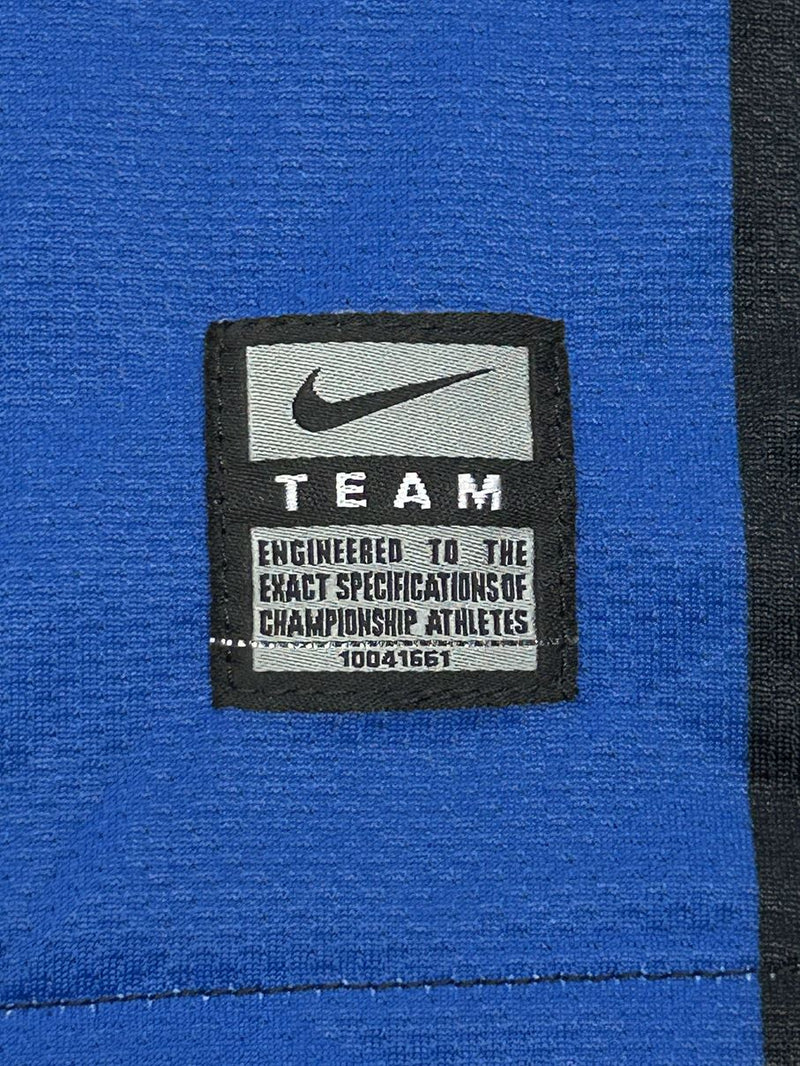 TEAM
ENGINEERED TO THE
EXACT SPECIFICATIONS OF
CHAMPIONSHIP ATHLETES
10041661